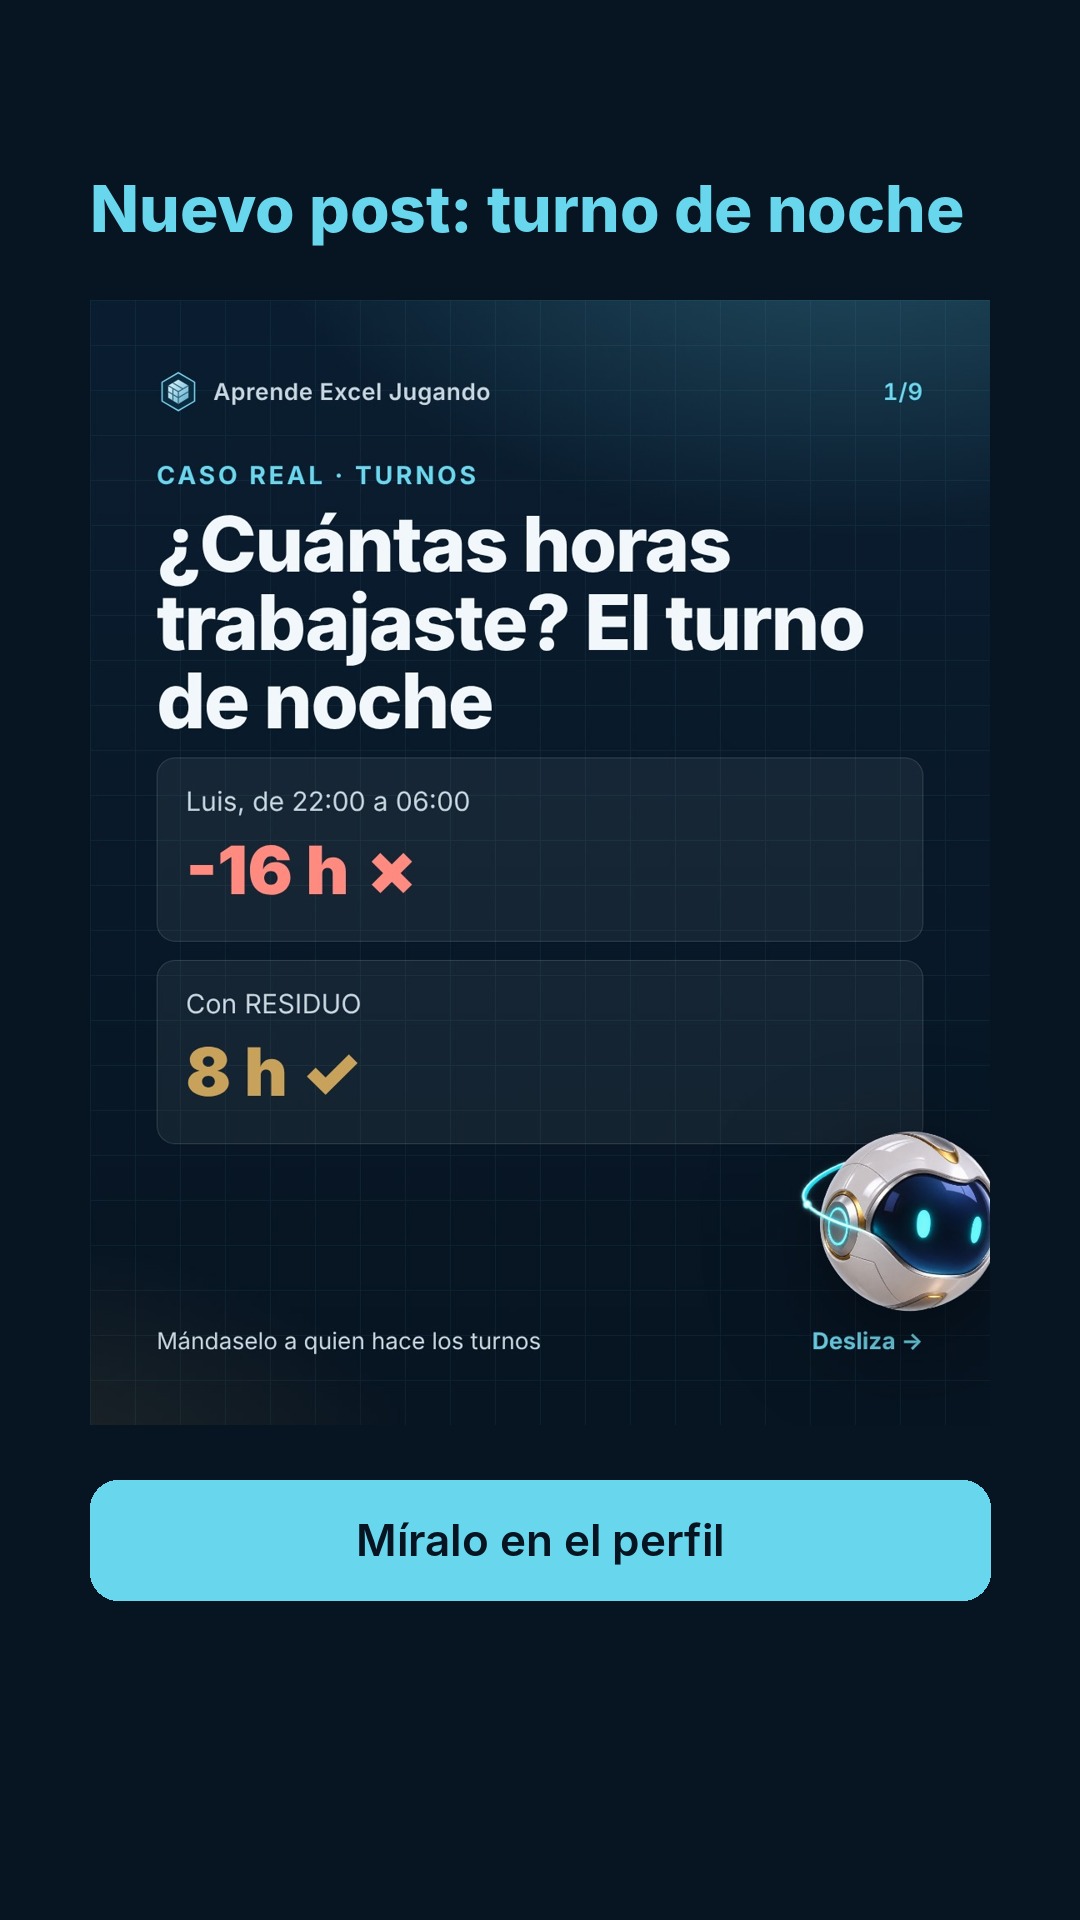 Nuevo post: turno de noche
Aprende Excel Jugando
1/9
CASO REAL · TURNOS
¿Cuántas horas
trabajaste? El turno
de noche
Luis, de 22:00 a 06:00
-16 h ✖
Con RESIDUO
8 h ✔
Mándaselo a quien hace los turnos
Desliza →
Míralo en el perfil